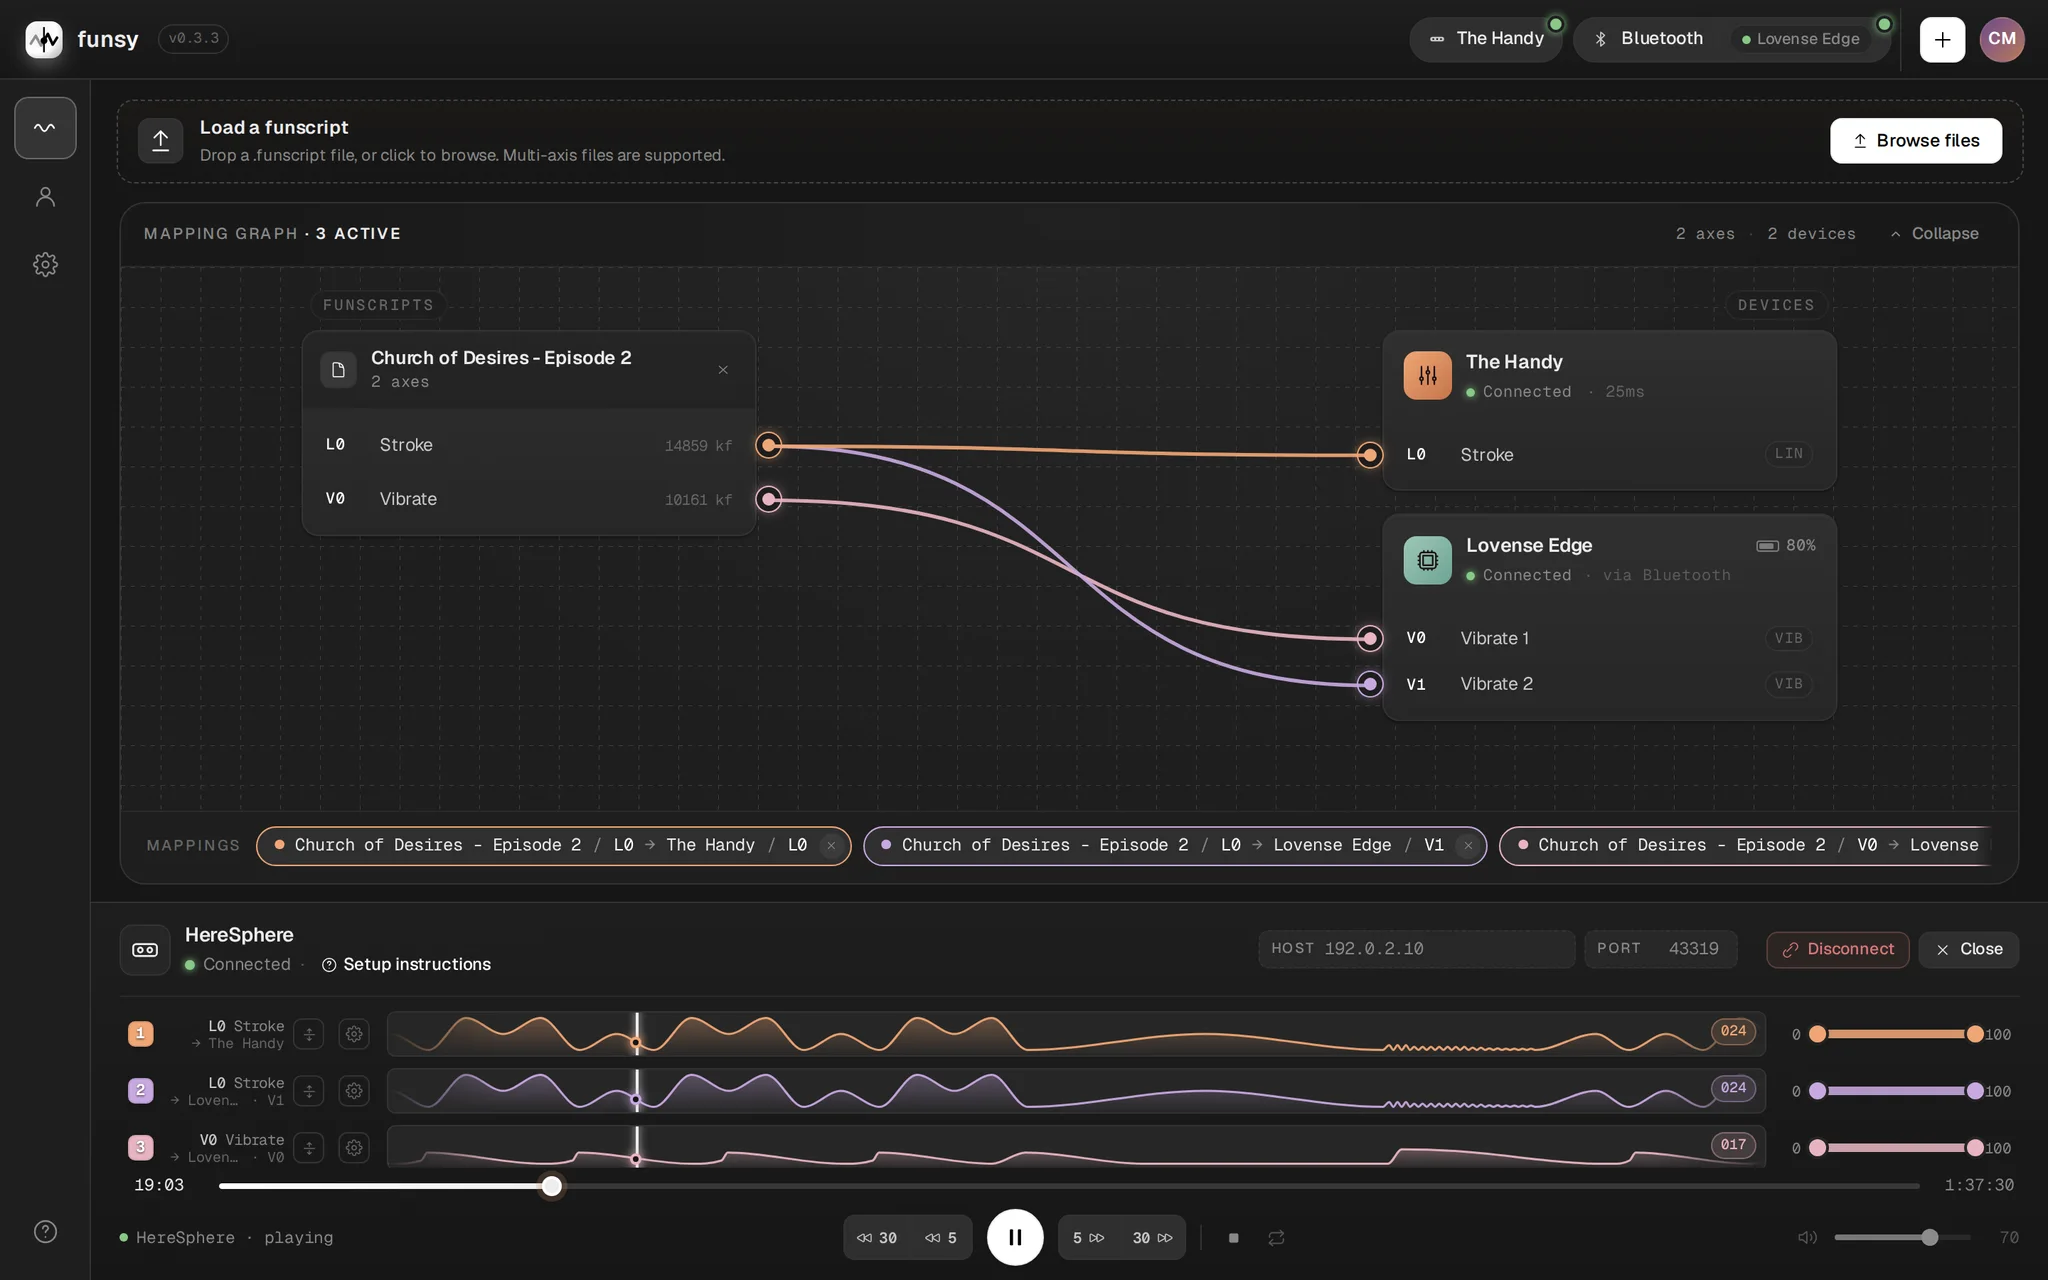 funsy v0.3.3
The Handy Bluetooth Lovense Edge CM
Load a funscript
Drop a .funscript file, or click to browse. Multi-axis files are supported.
Browse files
MAPPING GRAPH · 3 ACTIVE
2 axes · 2 devices Collapse
FUNSCRIPTS
Church of Desires - Episode 2
2 axes
L0 Stroke 14859 kf
V0 Vibrate 10161 kf
DEVICES
The Handy
Connected · 25ms
L0 Stroke LIN
Lovense Edge 80%
Connected · via Bluetooth
V0 Vibrate 1 VIB
V1 Vibrate 2 VIB
MAPPINGS Church of Desires - Episode 2 / L0 → The Handy / L0 × Church of Desires - Episode 2 / L0 → Lovense Edge / V1 × Church of Desires - Episode 2 / V0 → Lovense
HereSphere
Connected · Setup instructions
HOST 192.0.2.10 PORT 43319 Disconnect Close
1 L0 Stroke
→ The Handy
024 0 100
2 L0 Stroke
→ Loven… · V1
024 0 100
3 V0 Vibrate
→ Loven… · V0
017 0 100
19:03 1:37:30
HereSphere · playing
30 5 5 30
70